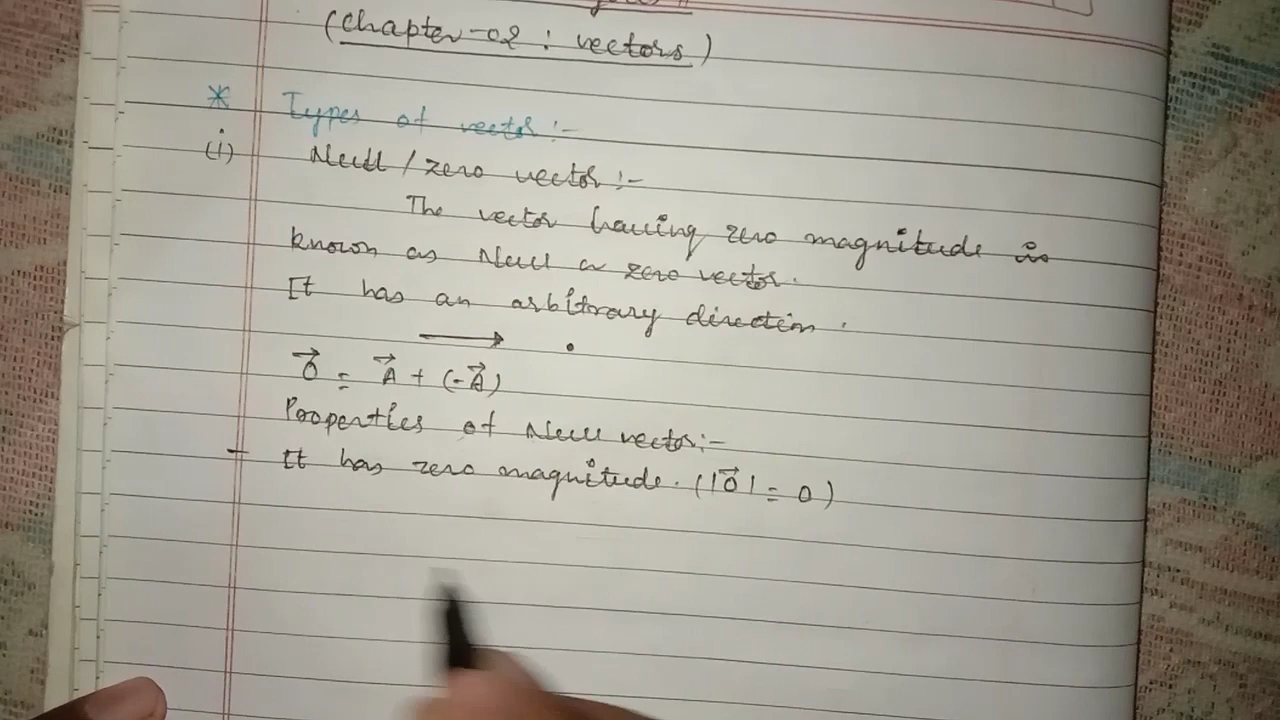 (Chapter-02 : vectors)
* Types of vector :-
(i) Null / zero vector :-
The vector having zero magnitude is
known as Null or zero vector.
It has an arbitrary direction.
0⃗ = A⃗ + (-A⃗)
Properties of Null vector:-
- It has zero magnitude. (|0⃗| = 0)